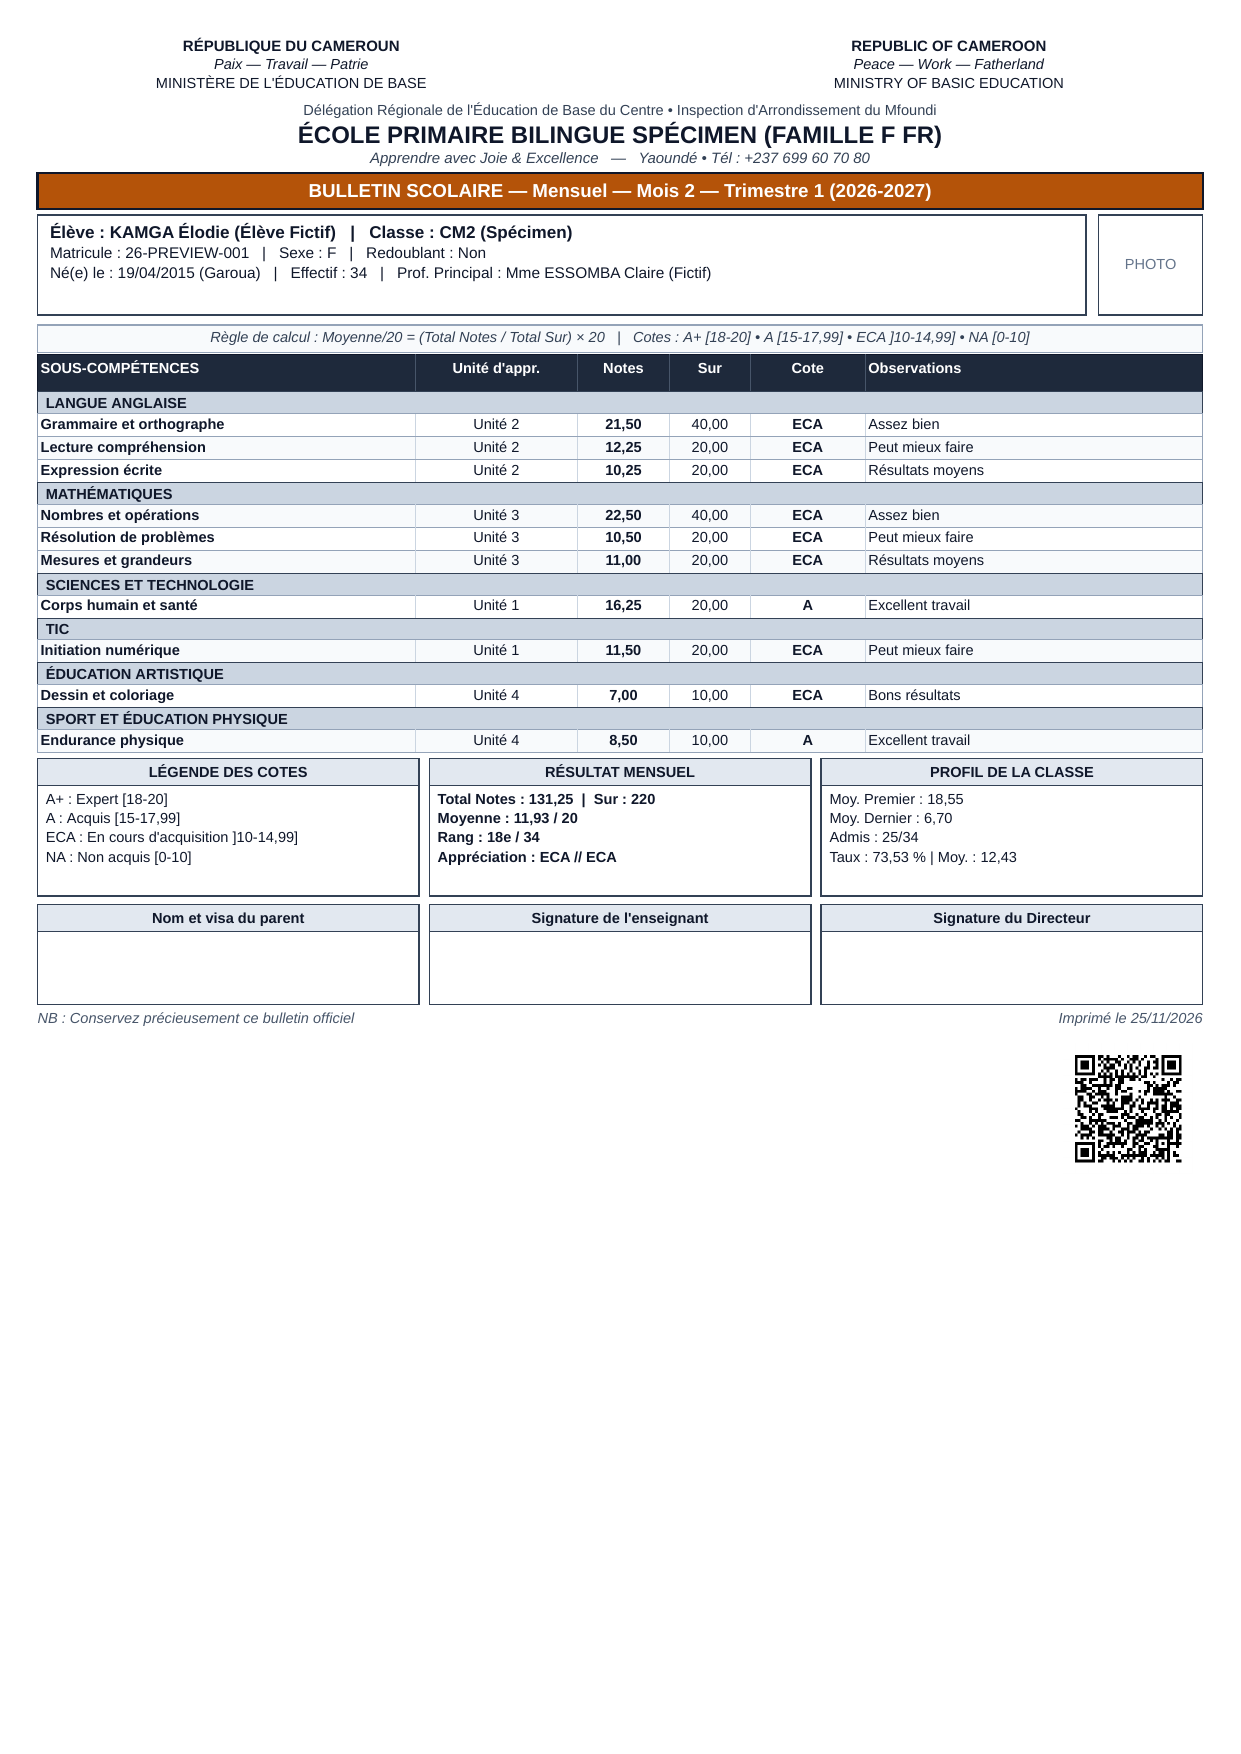 RÉPUBLIQUE DU CAMEROUN
Paix — Travail — Patrie
MINISTÈRE DE L'ÉDUCATION DE BASE
REPUBLIC OF CAMEROON
Peace — Work — Fatherland
MINISTRY OF BASIC EDUCATION
Délégation Régionale de l'Éducation de Base du Centre • Inspection d'Arrondissement du Mfoundi
ÉCOLE PRIMAIRE BILINGUE SPÉCIMEN (FAMILLE F FR)
Apprendre avec Joie & Excellence — Yaoundé • Tél : +237 699 60 70 80
BULLETIN SCOLAIRE — Mensuel — Mois 2 — Trimestre 1 (2026-2027)
Élève : KAMGA Élodie (Élève Fictif) | Classe : CM2 (Spécimen)
Matricule : 26-PREVIEW-001 | Sexe : F | Redoublant : Non
Né(e) le : 19/04/2015 (Garoua) | Effectif : 34 | Prof. Principal : Mme ESSOMBA Claire (Fictif)
PHOTO
Règle de calcul : Moyenne/20 = (Total Notes / Total Sur) × 20 | Cotes : A+ [18-20] • A [15-17,99] • ECA ]10-14,99] • NA [0-10]
SOUS-COMPÉTENCES Unité d'appr. Notes Sur Cote Observations
LANGUE ANGLAISE
Grammaire et orthographe Unité 2 21,50 40,00 ECA Assez bien
Lecture compréhension Unité 2 12,25 20,00 ECA Peut mieux faire
Expression écrite Unité 2 10,25 20,00 ECA Résultats moyens
MATHÉMATIQUES
Nombres et opérations Unité 3 22,50 40,00 ECA Assez bien
Résolution de problèmes Unité 3 10,50 20,00 ECA Peut mieux faire
Mesures et grandeurs Unité 3 11,00 20,00 ECA Résultats moyens
SCIENCES ET TECHNOLOGIE
Corps humain et santé Unité 1 16,25 20,00 A Excellent travail
TIC
Initiation numérique Unité 1 11,50 20,00 ECA Peut mieux faire
ÉDUCATION ARTISTIQUE
Dessin et coloriage Unité 4 7,00 10,00 ECA Bons résultats
SPORT ET ÉDUCATION PHYSIQUE
Endurance physique Unité 4 8,50 10,00 A Excellent travail
LÉGENDE DES COTES
A+ : Expert [18-20]
A : Acquis [15-17,99]
ECA : En cours d'acquisition ]10-14,99]
NA : Non acquis [0-10]
RÉSULTAT MENSUEL
Total Notes : 131,25 | Sur : 220
Moyenne : 11,93 / 20
Rang : 18e / 34
Appréciation : ECA // ECA
PROFIL DE LA CLASSE
Moy. Premier : 18,55
Moy. Dernier : 6,70
Admis : 25/34
Taux : 73,53 % | Moy. : 12,43
Nom et visa du parent
Signature de l'enseignant
Signature du Directeur
NB : Conservez précieusement ce bulletin officiel
Imprimé le 25/11/2026